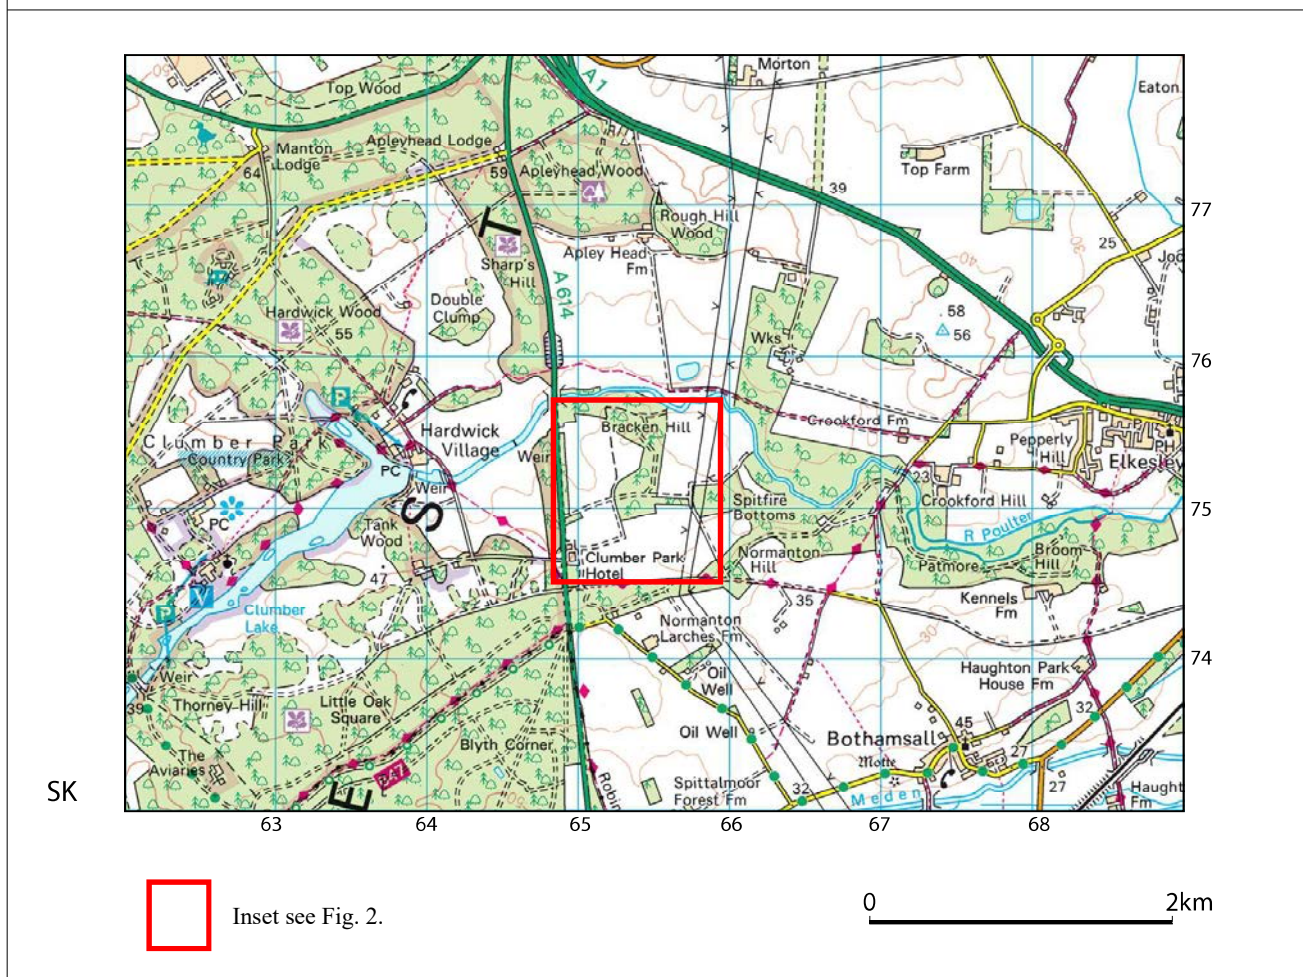 Morton
A1
Eaton
Top Wood
Manton
Lodge
Apleyhead Lodge
64
59
Apleyhead Wood
Top Farm
39
77
Rough Hill
Wood
T
Sharp's
Hill
Apley Head
Fm
25
30
40
A614
Double
Clump
Hardwick Wood
55
58
56
Wks
76
P
Clumber Park
Country Park
Hardwick
Village
PC
Weir
Weir
Bracken Hill
Crookford Fm
Pepperly
Hill
PH
Elkesley
23
Crookford Hill
PC
S
Tank
Wood
47
Spitfire
Bottoms
75
R Poulter
Clumber Park
Hotel
Normanton
Hill
Patmore
Broom
Hill
P
V
Clumber
Lake
35
Kennels
Fm
30
Normanton
Larches Fm
74
Weir
39
Thorney Hill
Little Oak
Square
Oil
Well
Haughton Park
House Fm
32
Oil Well
45
The
Aviaries
Blyth Corner
Bothamsall
27
Motte
E
Robin
Spittalmoor
Forest Fm
32
Meden
27
Haught
Fm
SK
63 64 65 66 67 68
Inset see Fig. 2.
0 2km